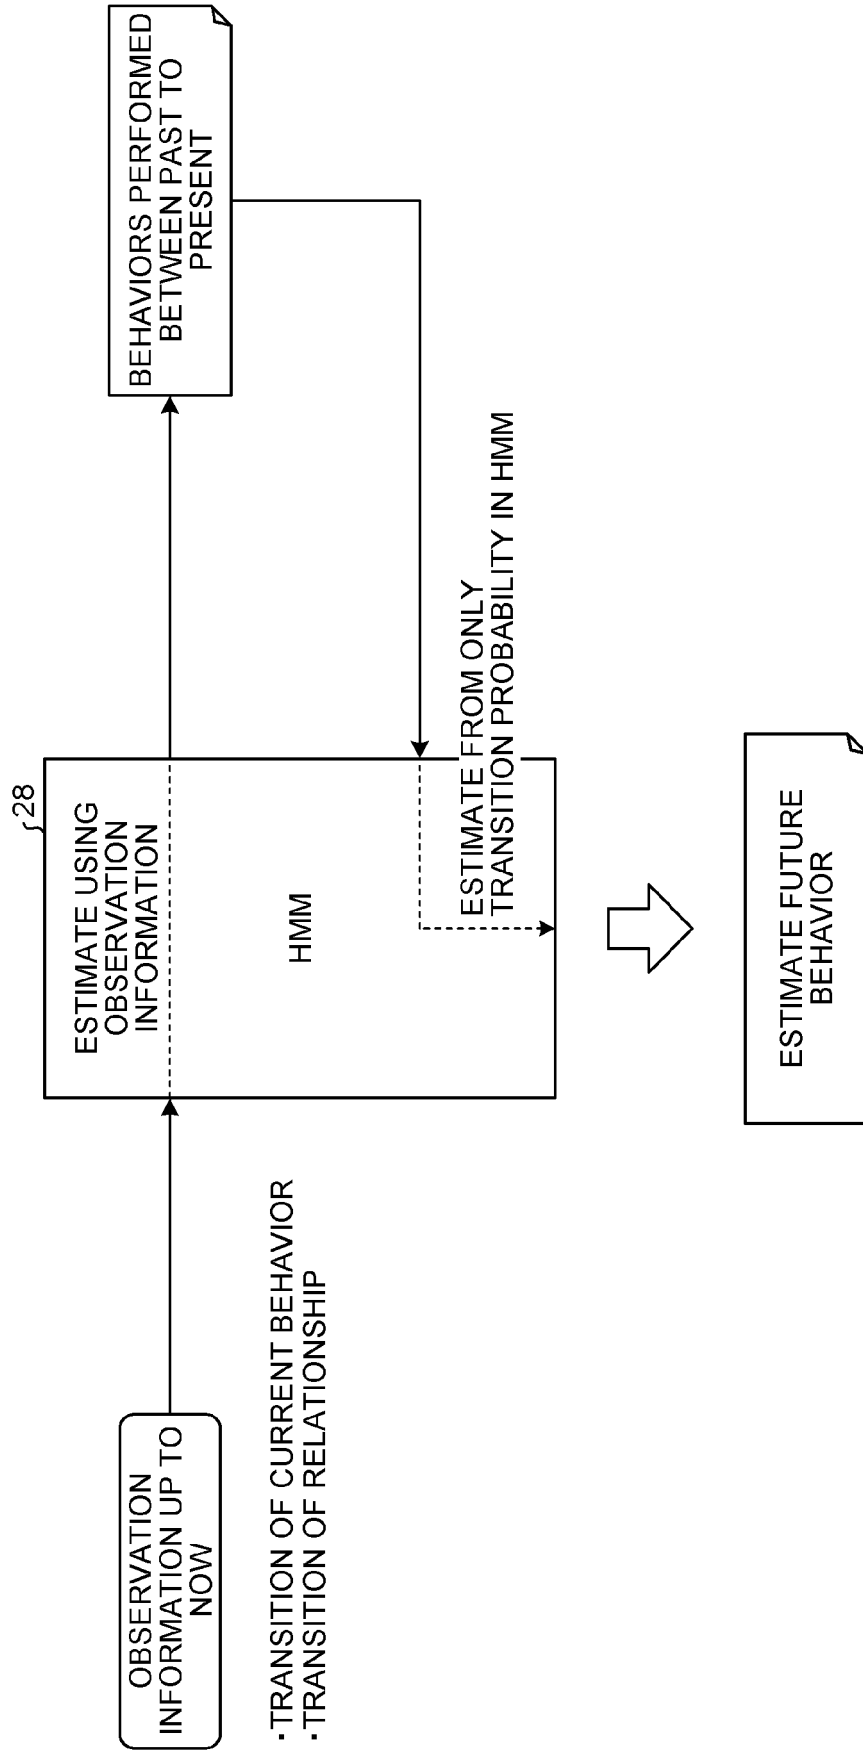 OBSERVATION
INFORMATION UP TO
NOW
・TRANSITION OF CURRENT BEHAVIOR
・TRANSITION OF RELATIONSHIP
28
ESTIMATE USING
OBSERVATION
INFORMATION
HMM
ESTIMATE FROM ONLY
TRANSITION PROBABILITY IN HMM
BEHAVIORS PERFORMED
BETWEEN PAST TO
PRESENT
ESTIMATE FUTURE
BEHAVIOR